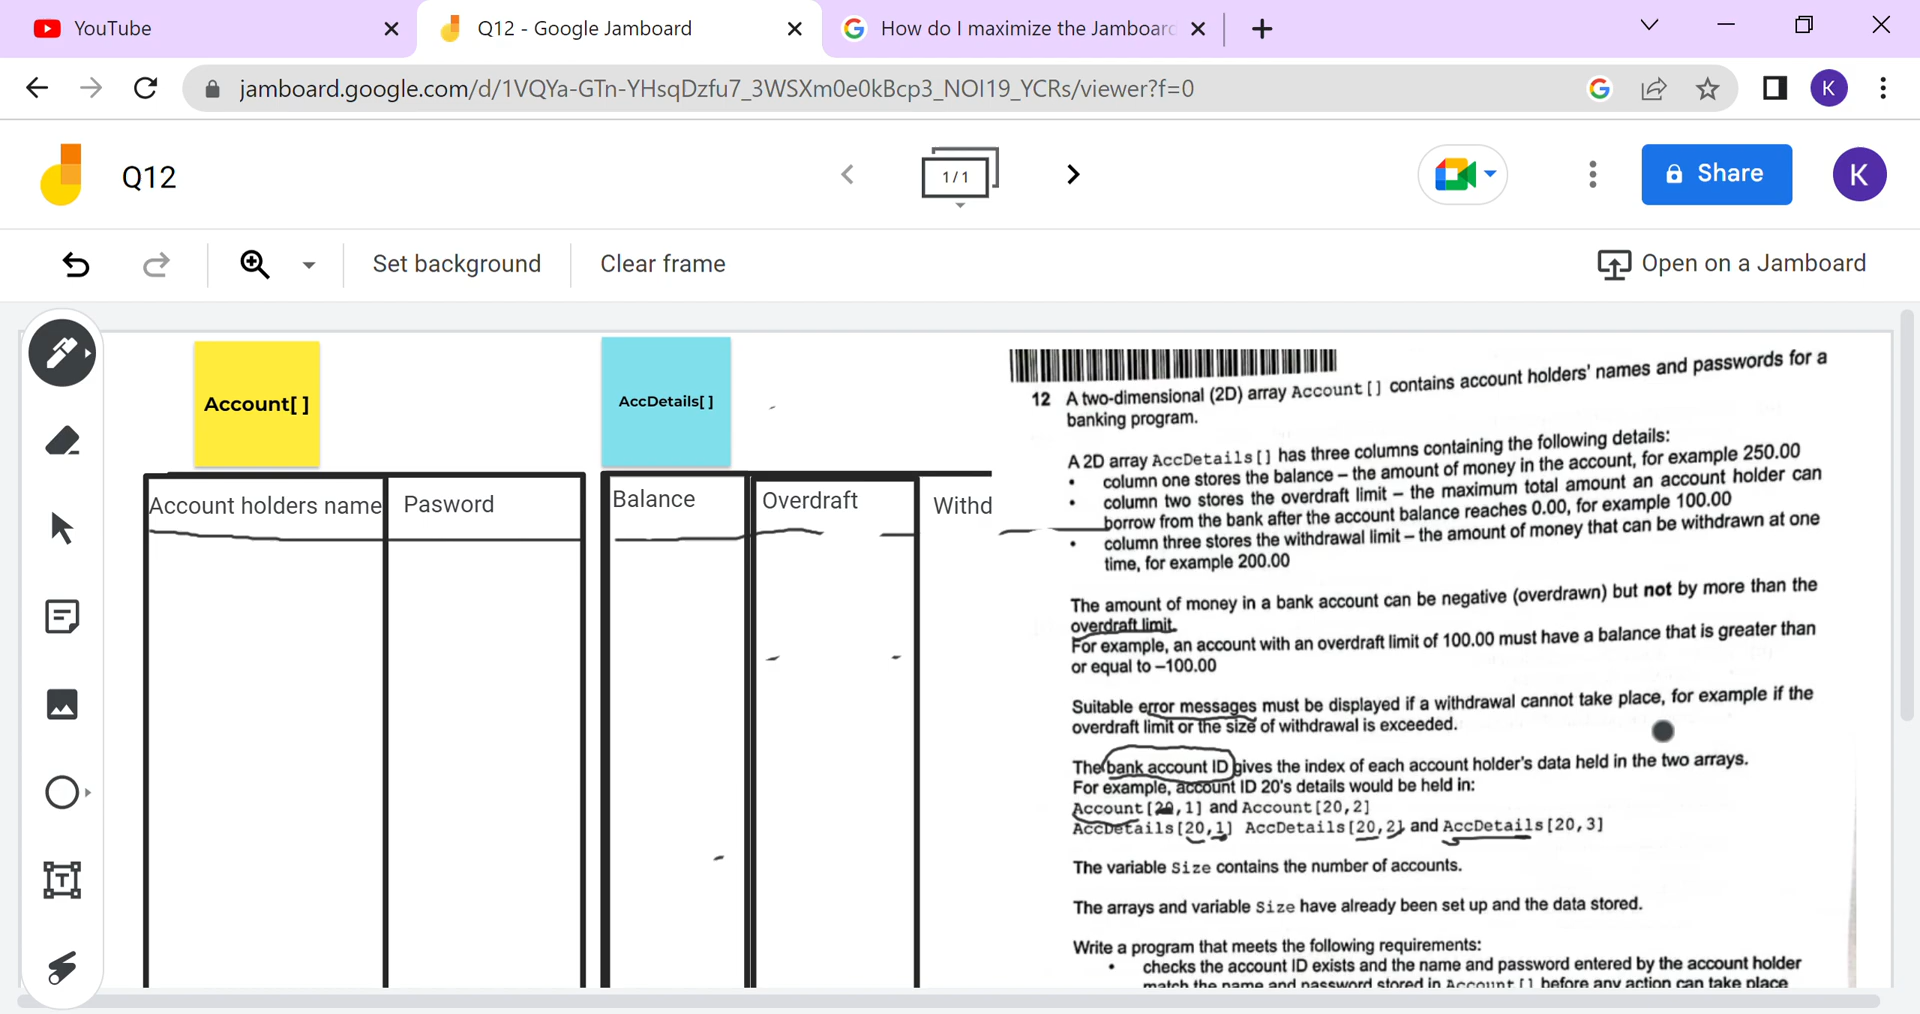 YouTube
Q12 - Google Jamboard
How do I maximize the Jamboard
jamboard.google.com/d/1VQYa-GTn-YHsqDzfu7_3WSXm0e0kBcp3_NOI19_YCRs/viewer?f=0
K
Q12
1 / 1
Share
K
Set background
Clear frame
Open on a Jamboard
Account[ ]
AccDetails[ ]
Account holders name
Pasword
Balance
Overdraft
Withd
12 A two-dimensional (2D) array Account[] contains account holders' names and passwords for a
banking program.
A 2D array AccDetails[] has three columns containing the following details:
• column one stores the balance – the amount of money in the account, for example 250.00
• column two stores the overdraft limit – the maximum total amount an account holder can
borrow from the bank after the account balance reaches 0.00, for example 100.00
• column three stores the withdrawal limit – the amount of money that can be withdrawn at one
time, for example 200.00
The amount of money in a bank account can be negative (overdrawn) but not by more than the
overdraft limit.
For example, an account with an overdraft limit of 100.00 must have a balance that is greater than
or equal to –100.00
Suitable error messages must be displayed if a withdrawal cannot take place, for example if the
overdraft limit or the size of withdrawal is exceeded.
The bank account ID gives the index of each account holder's data held in the two arrays.
For example, account ID 20's details would be held in:
Account[20,1] and Account[20,2]
AccDetails[20,1] AccDetails[20,2] and AccDetails[20,3]
The variable Size contains the number of accounts.
The arrays and variable Size have already been set up and the data stored.
Write a program that meets the following requirements:
• checks the account ID exists and the name and password entered by the account holder
match the name and password stored in Account[] before any action can take place